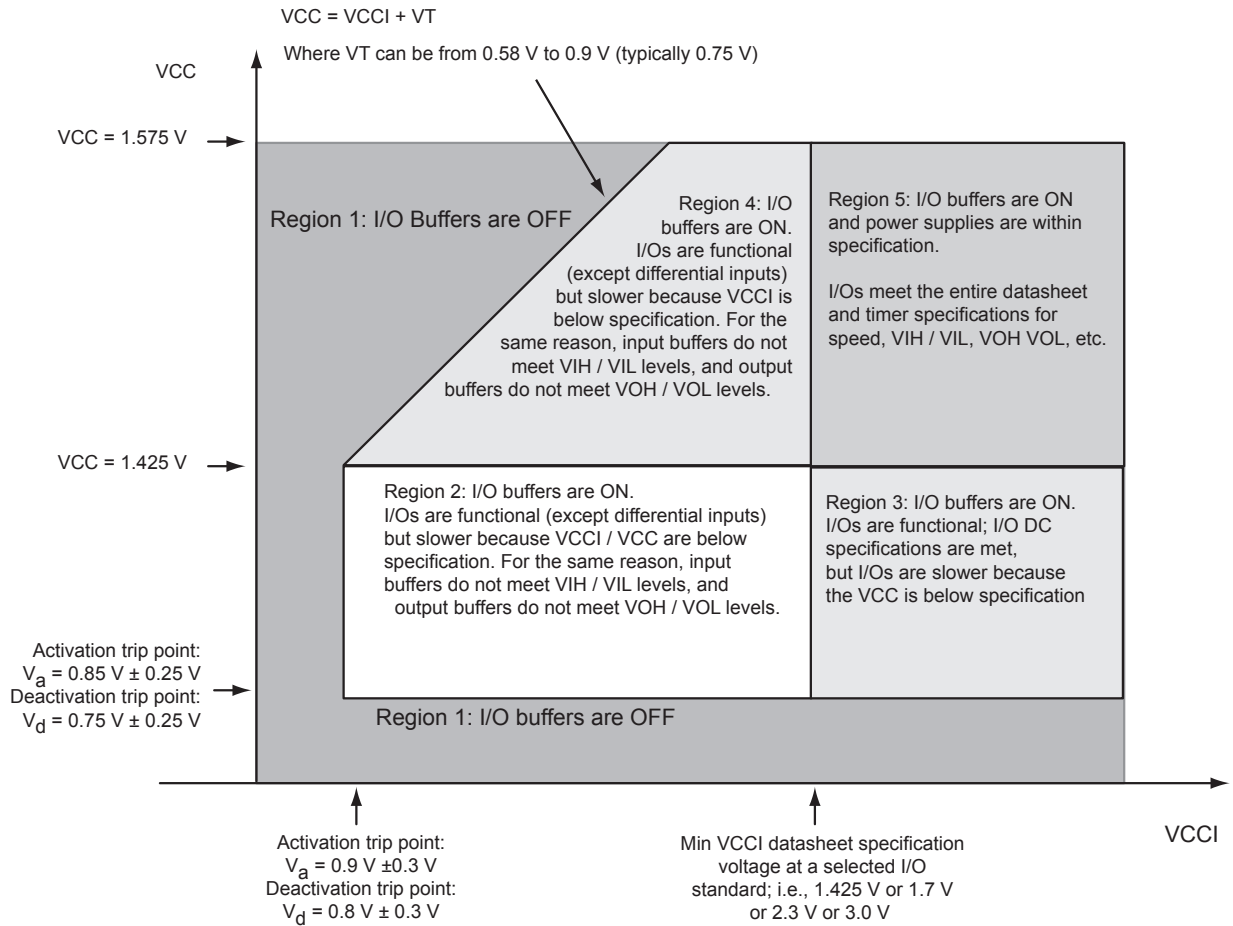 VCC = VCCI + VT
Where VT can be from 0.58 V to 0.9 V (typically 0.75 V)
VCC
VCC = 1.575 V
Region 1: I/O Buffers are OFF
Region 4: I/O
buffers are ON.
I/Os are functional
(except differential inputs)
but slower because VCCI is
below specification. For the
same reason, input buffers do not
meet VIH / VIL levels, and output
buffers do not meet VOH / VOL levels.
Region 5: I/O buffers are ON
and power supplies are within
specification.
I/Os meet the entire datasheet
and timer specifications for
speed, VIH / VIL, VOH VOL, etc.
VCC = 1.425 V
Region 2: I/O buffers are ON.
I/Os are functional (except differential inputs)
but slower because VCCI / VCC are below
specification. For the same reason, input
buffers do not meet VIH / VIL levels, and
output buffers do not meet VOH / VOL levels.
Region 3: I/O buffers are ON.
I/Os are functional; I/O DC
specifications are met,
but I/Os are slower because
the VCC is below specification
Activation trip point:
Va = 0.85 V ± 0.25 V
Deactivation trip point:
Vd = 0.75 V ± 0.25 V
Region 1: I/O buffers are OFF
VCCI
Activation trip point:
Va = 0.9 V ±0.3 V
Deactivation trip point:
Vd = 0.8 V ± 0.3 V
Min VCCI datasheet specification
voltage at a selected I/O
standard; i.e., 1.425 V or 1.7 V
or 2.3 V or 3.0 V